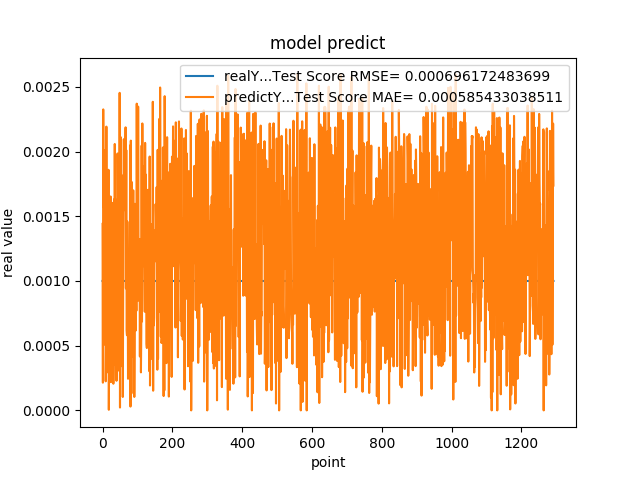 model predict
realY...Test Score RMSE= 0.000696172483699
predictY...Test Score MAE= 0.000585433038511
0.0025
0.0020
0.0015
0.0010
0.0005
0.0000
real value
0 200 400 600 800 1000 1200
point